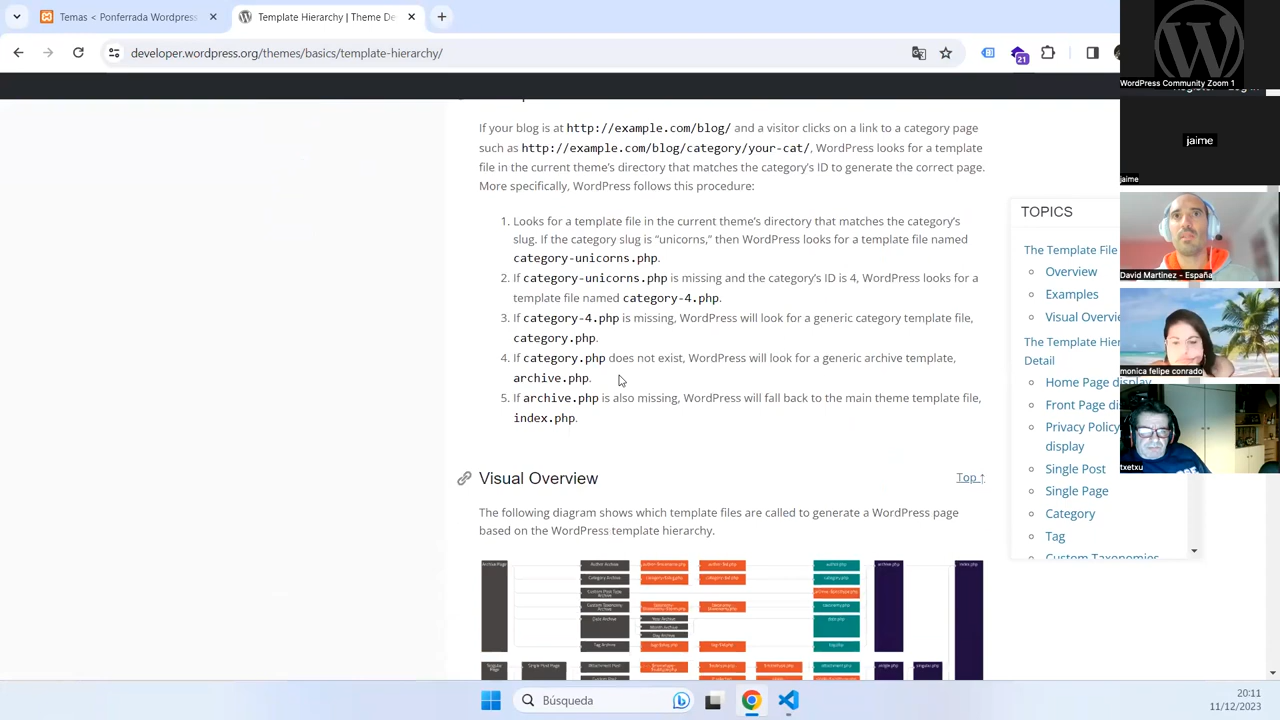 Temas < Ponferrada WordPress
Template Hierarchy | Theme De
developer.wordpress.org/themes/basics/template-hierarchy/
21
If your blog is at http://example.com/blog/ and a visitor clicks on a link to a category page
http://example.com/blog/category/your-cat/, WordPress looks for a template
file in the current theme's directory that matches the category's ID to generate the correct page.
More specifically, WordPress follows this procedure:
1. Looks for a template file in the current theme's directory that matches the category's
slug. If the category slug is “unicorns,” then WordPress looks for a template file named
category-unicorns.php.
2. If category-unicorns.php is missing and the category's ID is 4, WordPress looks for a
template file named category-4.php.
3. If category-4.php is missing, WordPress will look for a generic category template file,
category.php.
4. If category.php does not exist, WordPress will look for a generic archive template,
archive.php.
5. If archive.php is also missing, WordPress will fall back to the main theme template file,
index.php.
Visual Overview
Top ↑
The following diagram shows which template files are called to generate a WordPress page
based on the WordPress template hierarchy.
TOPICS
The Template File
Overview
Examples
Visual Overvie
The Template Hier
Detail
Home Page display
Front Page di
Privacy Policy
display
Single Post
Single Page
Category
Tag
Custom Taxonomies
WordPress Community Zoom 1
jaime
jaime
David Martínez - España
monica felipe conrado
txetxu
Búsqueda
20:11
11/12/2023